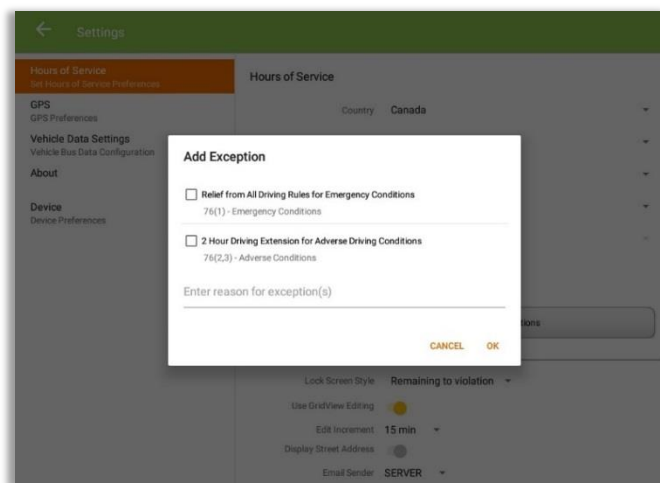 Settings
Hours of Service
Set Hours of Service Preferences
GPS
GPS Preferences
Vehicle Data Settings
Vehicle Bus Data Configuration
About
Device
Device Preferences
Hours of Service
Country Canada
Add Exception
Relief from All Driving Rules for Emergency Conditions
76(1) - Emergency Conditions
2 Hour Driving Extension for Adverse Driving Conditions
76(2,3) - Adverse Conditions
Enter reason for exception(s)
CANCEL OK
Lock Screen Style Remaining to violation
Use GridView Editing
Edit Increment 15 min
Display Street Address
Email Sender SERVER